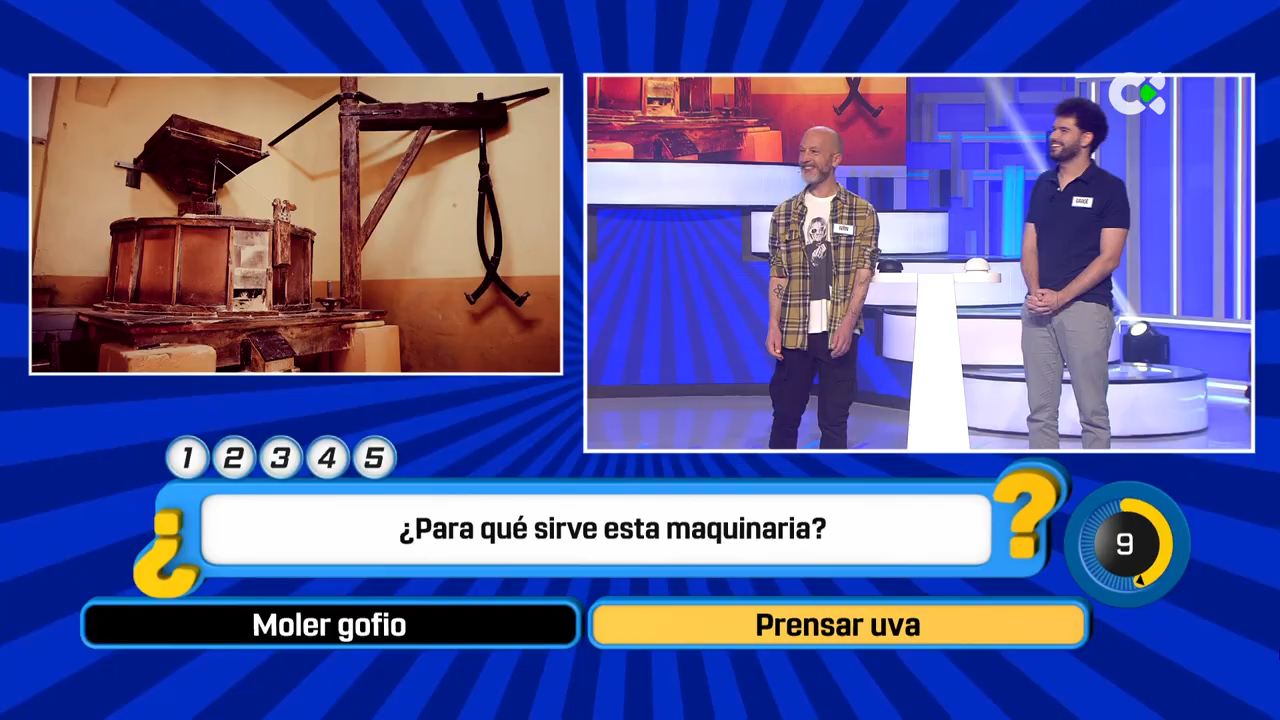 1 2 3 4 5
¿Para qué sirve esta maquinaria?
9
Moler gofio
Prensar uva